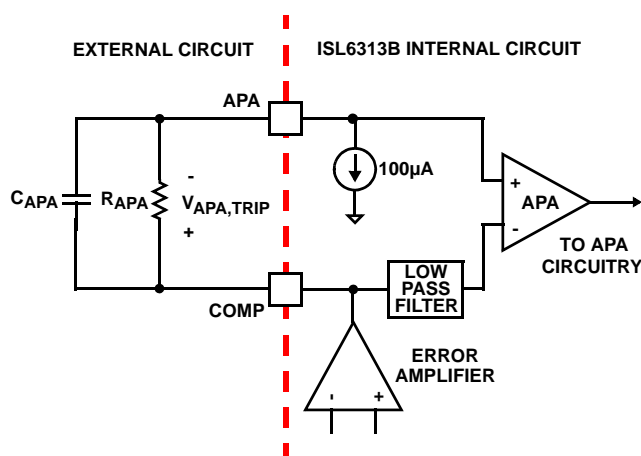 EXTERNAL CIRCUIT
ISL6313B INTERNAL CIRCUIT
APA
-
100µA
CAPA
RAPA
VAPA,TRIP
+
+
APA
-
TO APA
CIRCUITRY
LOW
PASS
FILTER
COMP
ERROR
AMPLIFIER
-
+